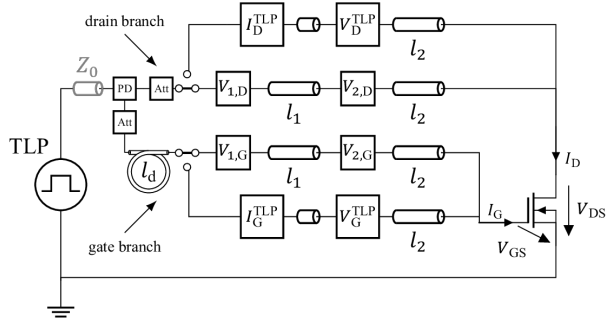 drain branch
I_D^TLP
V_D^TLP
l_2
Z_0
PD
Att
V_1,D
l_1
V_2,D
l_2
Att
TLP
l_d
V_1,G
l_1
V_2,G
l_2
gate branch
I_G^TLP
V_G^TLP
l_2
I_D
I_G
V_DS
V_GS